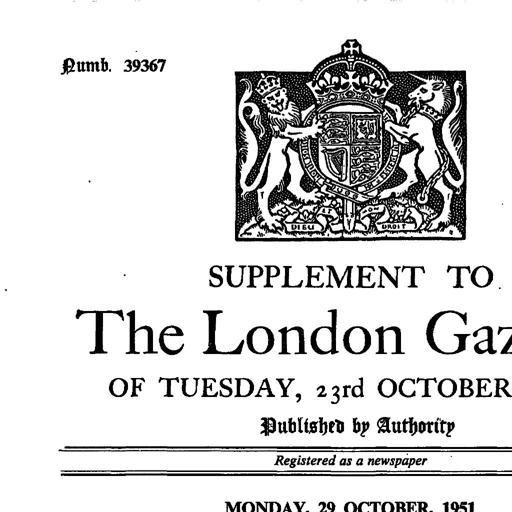 Numb. 39367
DIEU ET MON DROIT
SUPPLEMENT TO
The London Gaz
OF TUESDAY, 23rd OCTOBER
Published by Authority
Registered as a newspaper
MONDAY, 29 OCTOBER, 1951